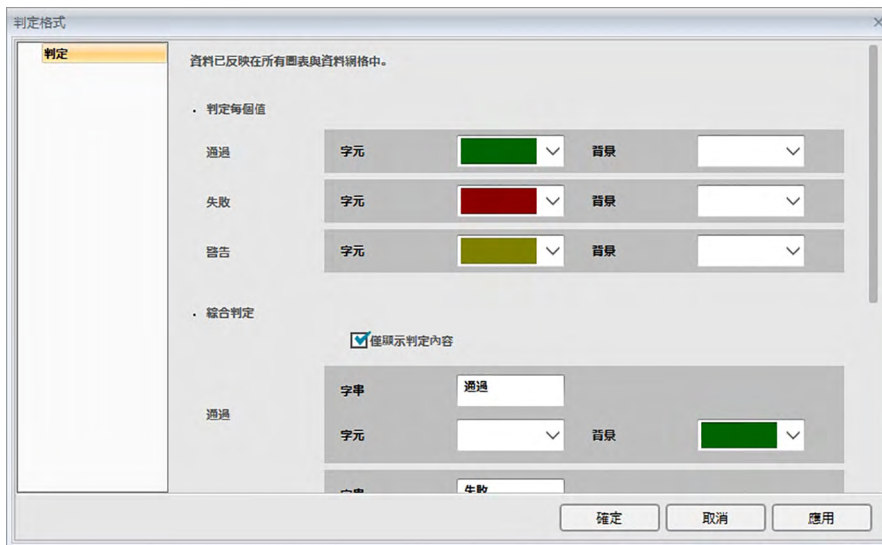 判定格式
判定
資料已反映在所有圖表與資料網格中。
· 判定每個值
通過 字元 背景
失敗 字元 背景
警告 字元 背景
· 綜合判定
僅顯示判定內容
字串 通過
通過
字元 背景
字串 失敗
確定 取消 應用